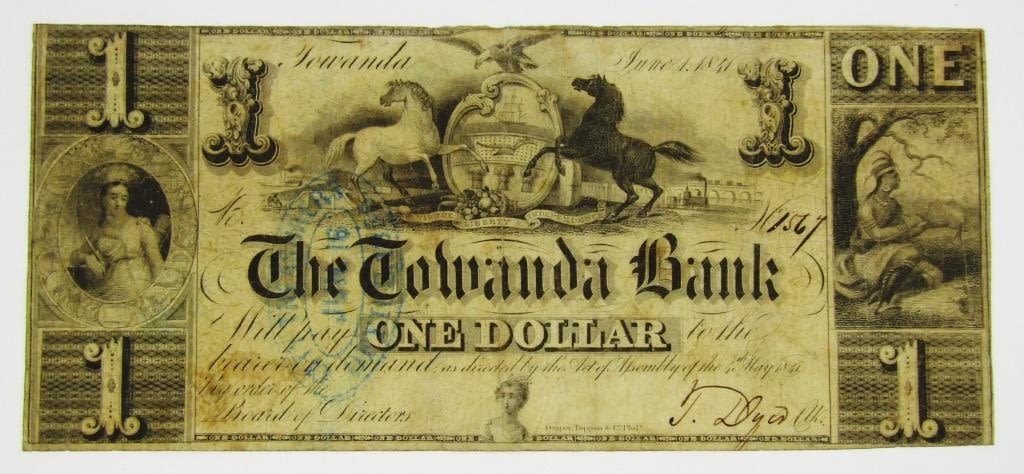 1 ONE
1 Towanda June 1. 1841 1
VIRTUE LIBERTY INDEPENDENCE
No. No 1567
The Towanda Bank
Will pay ONE DOLLAR to the
bearer on demand, as directed by the Act of Assembly of the 4th May 1841.
By order of the
Board of Directors
T. Dyer Ck.
Draper, Toppan & Co. Phila.
1 1